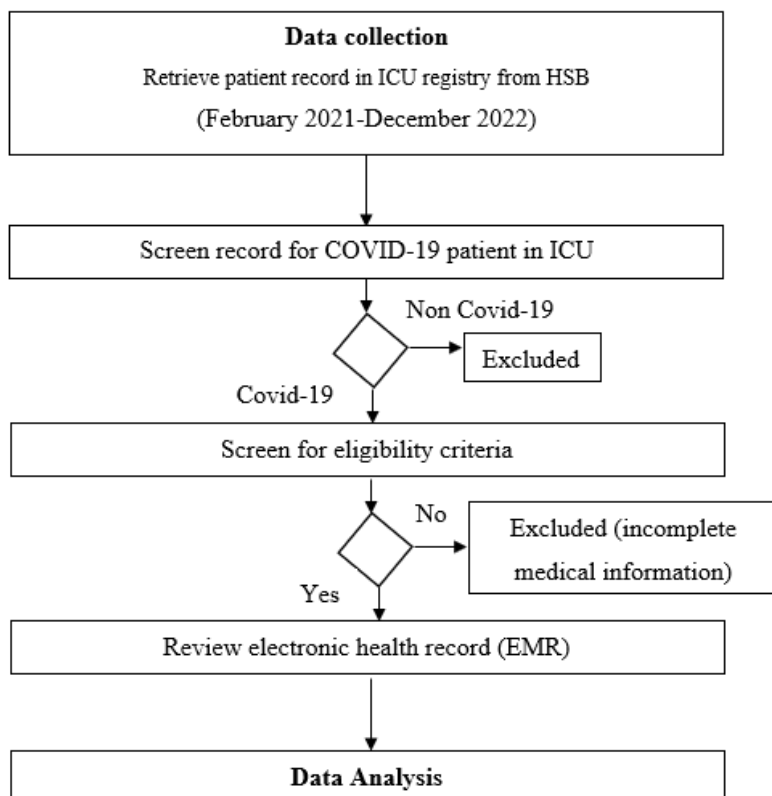 Data collection
Retrieve patient record in ICU registry from HSB
(February 2021-December 2022)
Screen record for COVID-19 patient in ICU
Non Covid-19
Excluded
Covid-19
Screen for eligibility criteria
No
Excluded (incomplete
medical information)
Yes
Review electronic health record (EMR)
Data Analysis